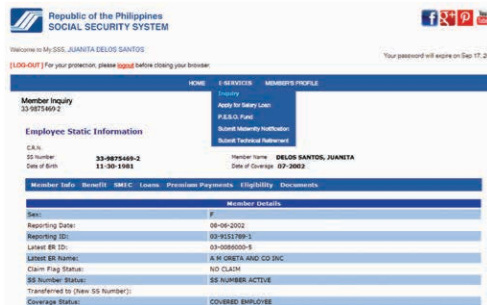 Republic of the Philippines
SOCIAL SECURITY SYSTEM
Welcome to My.SSS, JUANITA DELOS SANTOS
Your password will expire on Sep 17, 2
[LOG-OUT] For your protection, please logout before closing your browser.
HOME E-SERVICES MEMBER'S PROFILE
Inquiry
Apply for Salary Loan
P.E.S.O. Fund
Submit Maternity Notification
Submit Technical Retirement
Member Inquiry
33-9875469-2
Employee Static Information
C.R.N.
SS Number 33-9875469-2 Member Name DELOS SANTOS, JUANITA
Date of Birth 11-30-1981 Date of Coverage 07-2002
Member Info Benefit SMEC Loans Premium Payments Eligibility Documents
Member Details
Sex: F
Reporting Date: 08-08-2002
Reporting ID: 03-9151789-1
Latest ER ID: 03-0088000-5
Latest ER Name: A M ORETA AND CO INC
Claim Flag Status: NO CLAIM
SS Number Status: SS NUMBER ACTIVE
Transferred to (New SS Number):
Coverage Status: COVERED EMPLOYEE